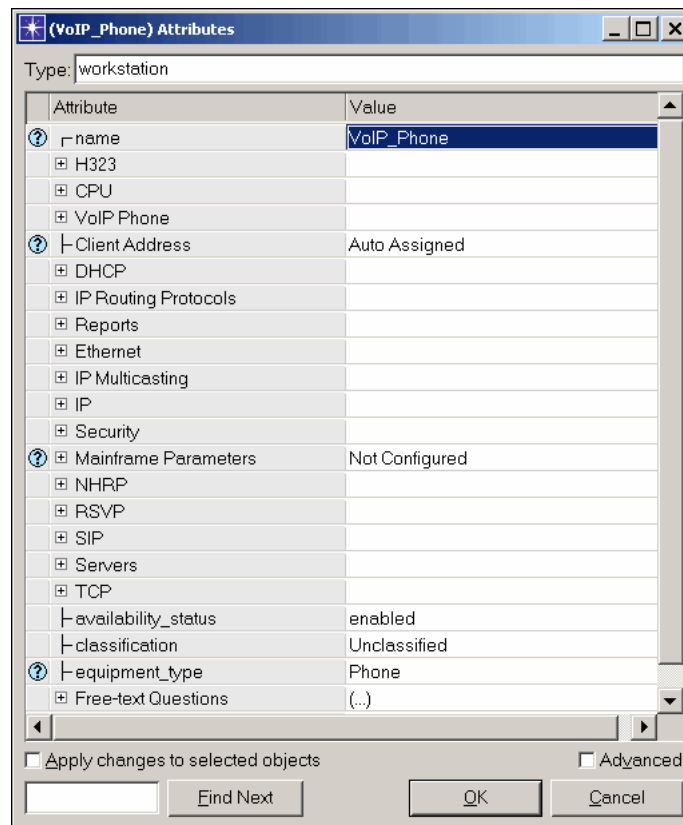 (VoIP_Phone) Attributes
Type: workstation
Attribute Value
name VoIP_Phone
H323
CPU
VoIP Phone
Client Address Auto Assigned
DHCP
IP Routing Protocols
Reports
Ethernet
IP Multicasting
IP
Security
Mainframe Parameters Not Configured
NHRP
RSVP
SIP
Servers
TCP
availability_status enabled
classification Unclassified
equipment_type Phone
Free-text Questions (...)
Apply changes to selected objects Advanced
Find Next OK Cancel